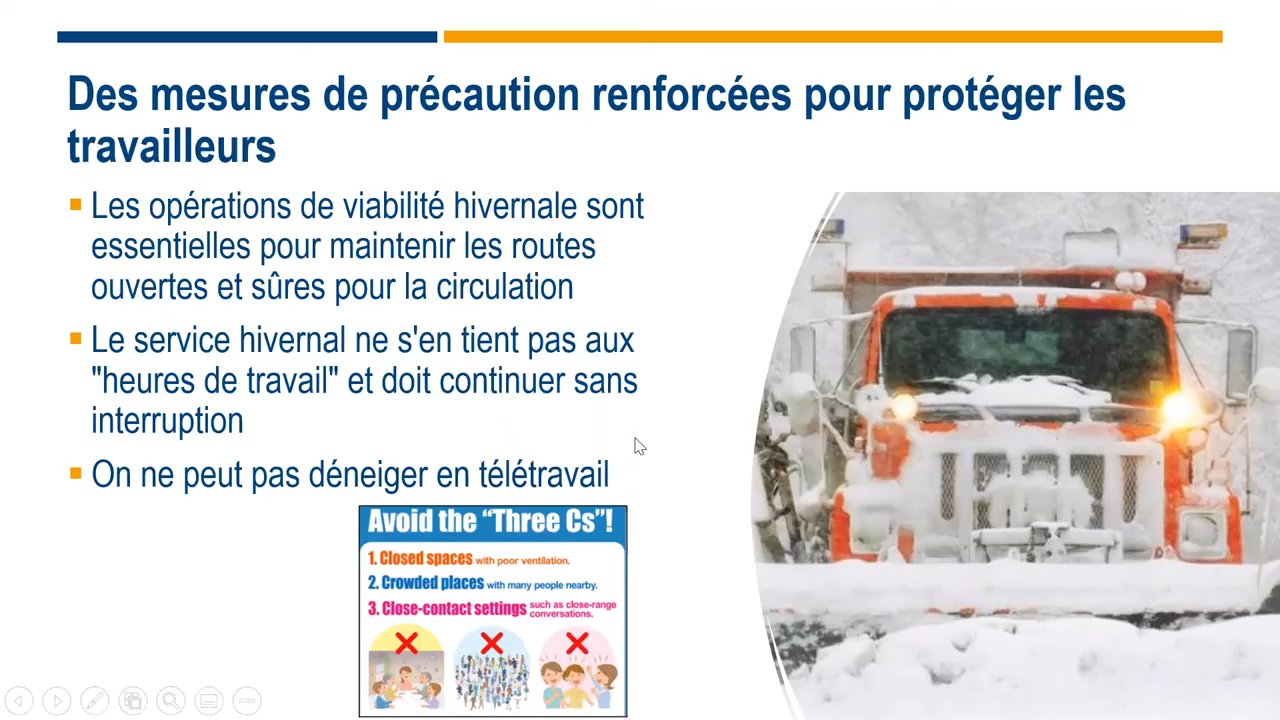 Des mesures de précaution renforcées pour protéger les
travailleurs
Les opérations de viabilité hivernale sont
essentielles pour maintenir les routes
ouvertes et sûres pour la circulation
Le service hivernal ne s'en tient pas aux
"heures de travail" et doit continuer sans
interruption
On ne peut pas déneiger en télétravail
Avoid the “Three Cs”!
1. Closed spaces with poor ventilation.
2. Crowded places with many people nearby.
3. Close-contact settings such as close-range
conversations.